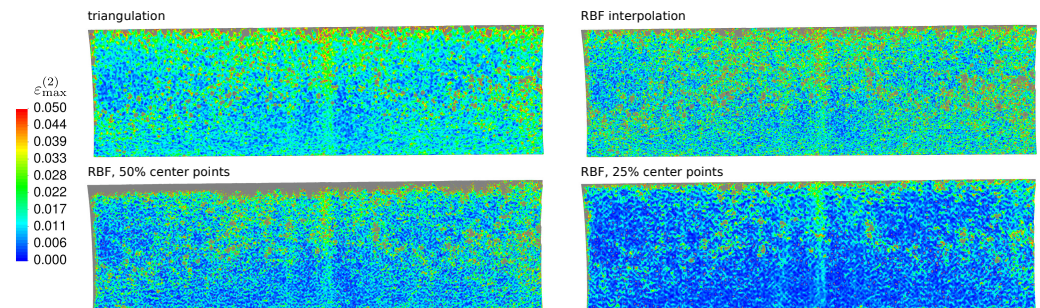 triangulation
RBF interpolation
ε(2)max
0.050
0.044
0.039
0.033
0.028
0.022
0.017
0.011
0.006
0.000
RBF, 50% center points
RBF, 25% center points